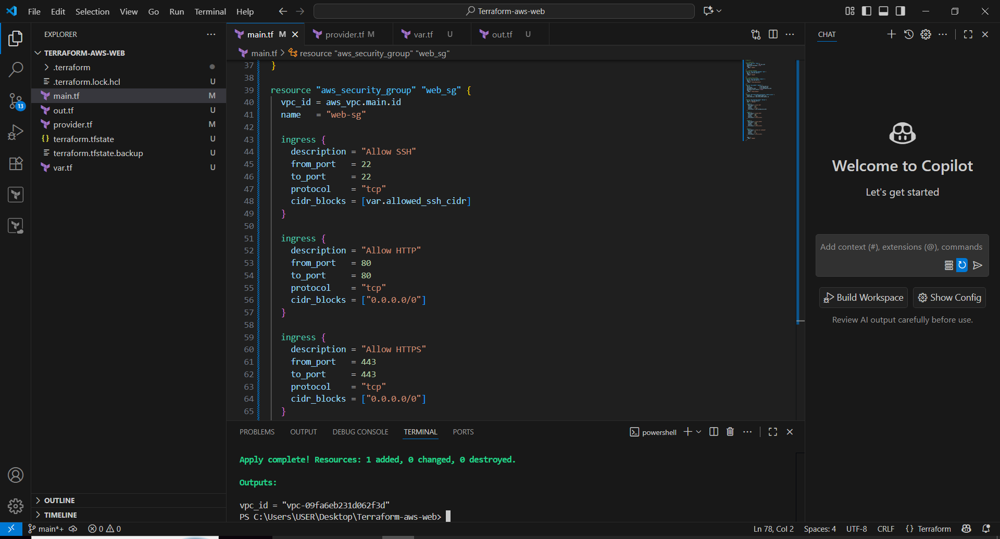 File Edit Selection View Go Run Terminal Help
Terraform-aws-web
EXPLORER
TERRAFORM-AWS-WEB
.terraform
.terraform.lock.hcl U
main.tf M
out.tf U
provider.tf M
terraform.tfstate U
terraform.tfstate.backup U
var.tf U
13
OUTLINE
TIMELINE
main.tf M
provider.tf M
var.tf U
out.tf U
main.tf > resource "aws_security_group" "web_sg"
37 }
38
39 resource "aws_security_group" "web_sg" {
40 vpc_id = aws_vpc.main.id
41 name   = "web-sg"
42
43 ingress {
44 description = "Allow SSH"
45 from_port   = 22
46 to_port     = 22
47 protocol    = "tcp"
48 cidr_blocks = [var.allowed_ssh_cidr]
49 }
50
51 ingress {
52 description = "Allow HTTP"
53 from_port   = 80
54 to_port     = 80
55 protocol    = "tcp"
56 cidr_blocks = ["0.0.0.0/0"]
57 }
58
59 ingress {
60 description = "Allow HTTPS"
61 from_port   = 443
62 to_port     = 443
63 protocol    = "tcp"
64 cidr_blocks = ["0.0.0.0/0"]
65 }
PROBLEMS OUTPUT DEBUG CONSOLE TERMINAL PORTS
powershell
Apply complete! Resources: 1 added, 0 changed, 0 destroyed.
Outputs:
vpc_id = "vpc-09fa6eb231d062f3d"
PS C:\Users\USER\Desktop\Terraform-aws-web>
CHAT
Welcome to Copilot
Let's get started
Add context (#), extensions (@), commands
Build Workspace
Show Config
Review AI output carefully before use.
main*+ 0 0
Ln 78, Col 2 Spaces: 4 UTF-8 CRLF {} Terraform